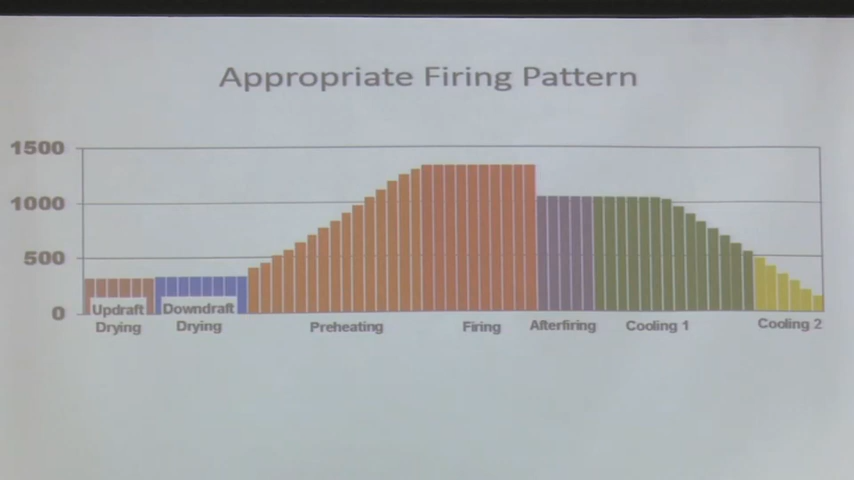 Appropriate Firing Pattern
1500
1000
500
0
Updraft Drying
Downdraft Drying
Preheating
Firing
Afterfiring
Cooling 1
Cooling 2